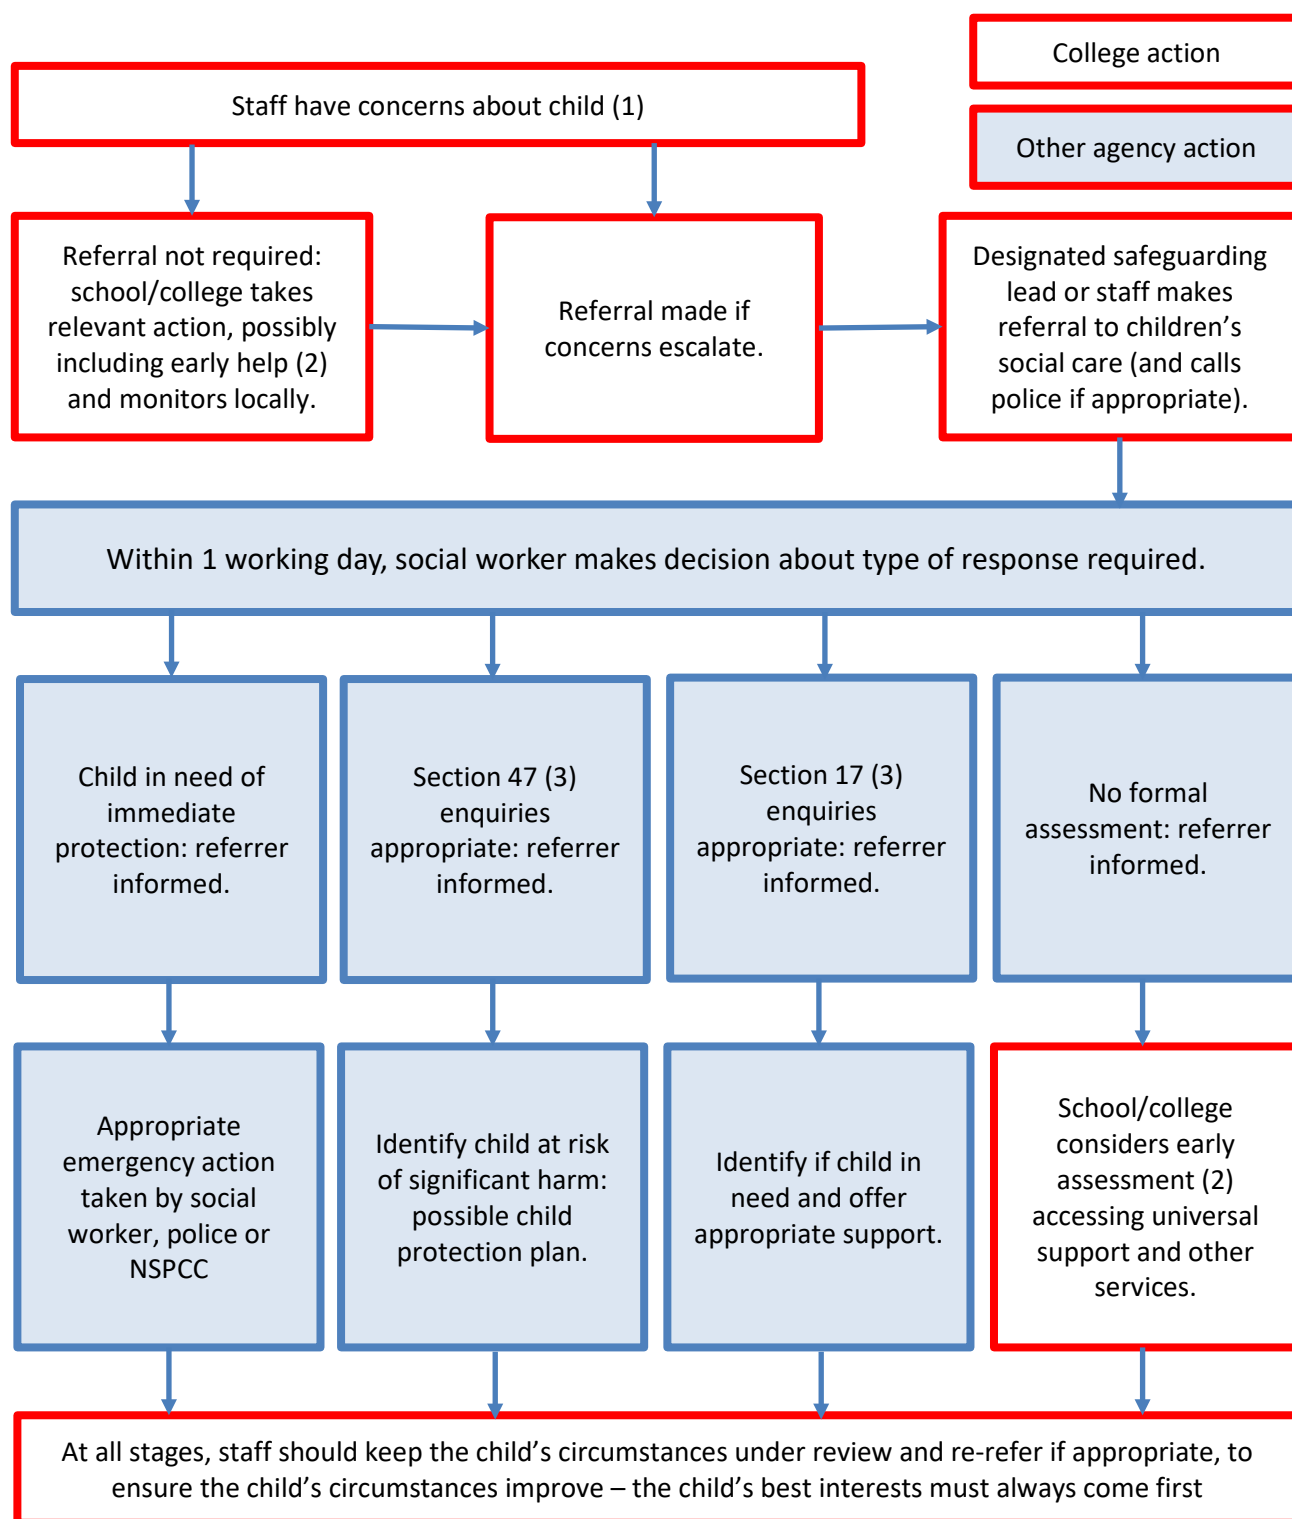 College action
Staff have concerns about child (1)
Other agency action
Referral not required:
school/college takes
relevant action, possibly
including early help (2)
and monitors locally.
Referral made if
concerns escalate.
Designated safeguarding
lead or staff makes
referral to children’s
social care (and calls
police if appropriate).
Within 1 working day, social worker makes decision about type of response required.
Child in need of
immediate
protection: referrer
informed.
Section 47 (3)
enquiries
appropriate: referrer
informed.
Section 17 (3)
enquiries
appropriate: referrer
informed.
No formal
assessment: referrer
informed.
Appropriate
emergency action
taken by social
worker, police or
NSPCC
Identify child at risk
of significant harm:
possible child
protection plan.
Identify if child in
need and offer
appropriate support.
School/college
considers early
assessment (2)
accessing universal
support and other
services.
At all stages, staff should keep the child’s circumstances under review and re-refer if appropriate, to
ensure the child’s circumstances improve – the child’s best interests must always come first